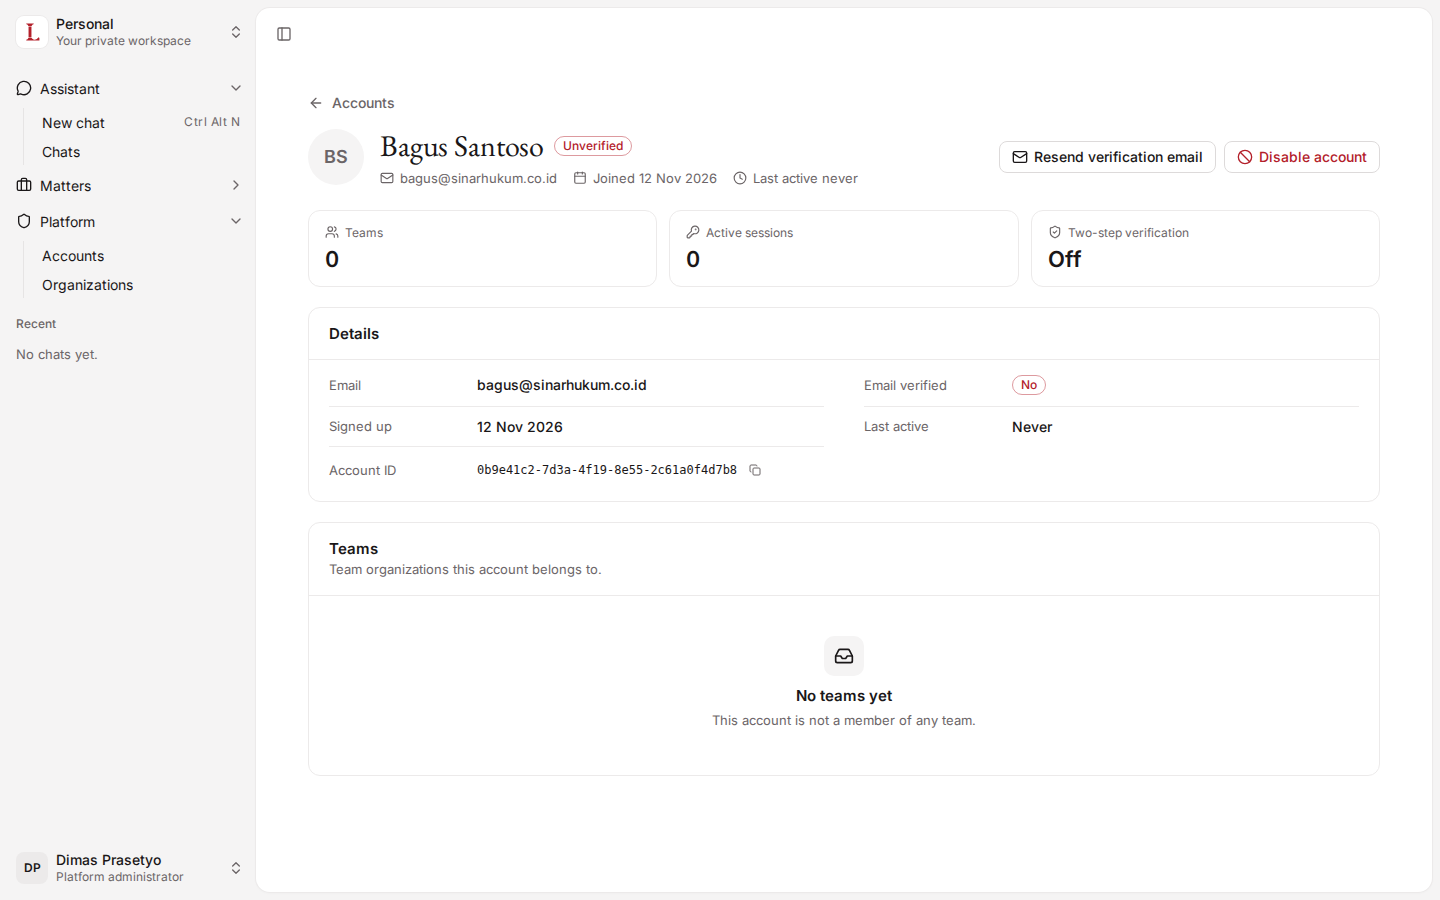 L
Personal
Your private workspace
Assistant
New chat
Ctrl Alt N
Chats
Matters
Platform
Accounts
Organizations
Recent
No chats yet.
DP
Dimas Prasetyo
Platform administrator
Accounts
BS
Bagus Santoso
Unverified
bagus@sinarhukum.co.id
Joined 12 Nov 2026
Last active never
Resend verification email
Disable account
Teams
0
Active sessions
0
Two-step verification
Off
Details
Email
bagus@sinarhukum.co.id
Email verified
No
Signed up
12 Nov 2026
Last active
Never
Account ID
0b9e41c2-7d3a-4f19-8e55-2c61a0f4d7b8
Teams
Team organizations this account belongs to.
No teams yet
This account is not a member of any team.